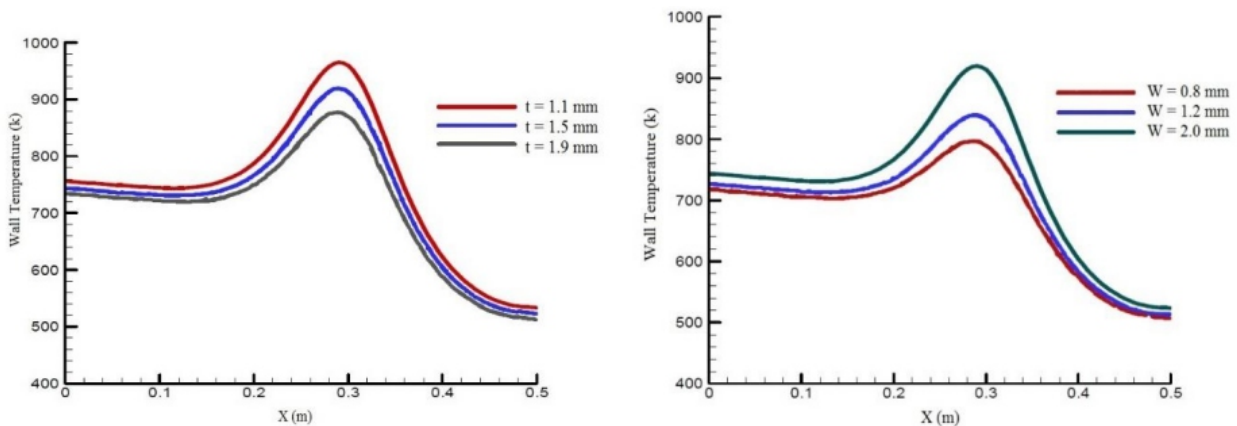 1000
900
800
700
600
500
400
Wall Temperature (k)
0
0.1
0.2
0.3
0.4
0.5
X (m)
t = 1.1 mm
t = 1.5 mm
t = 1.9 mm
1000
900
800
700
600
500
400
Wall Temperature (k)
0
0.1
0.2
0.3
0.4
0.5
X (m)
W = 0.8 mm
W = 1.2 mm
W = 2.0 mm